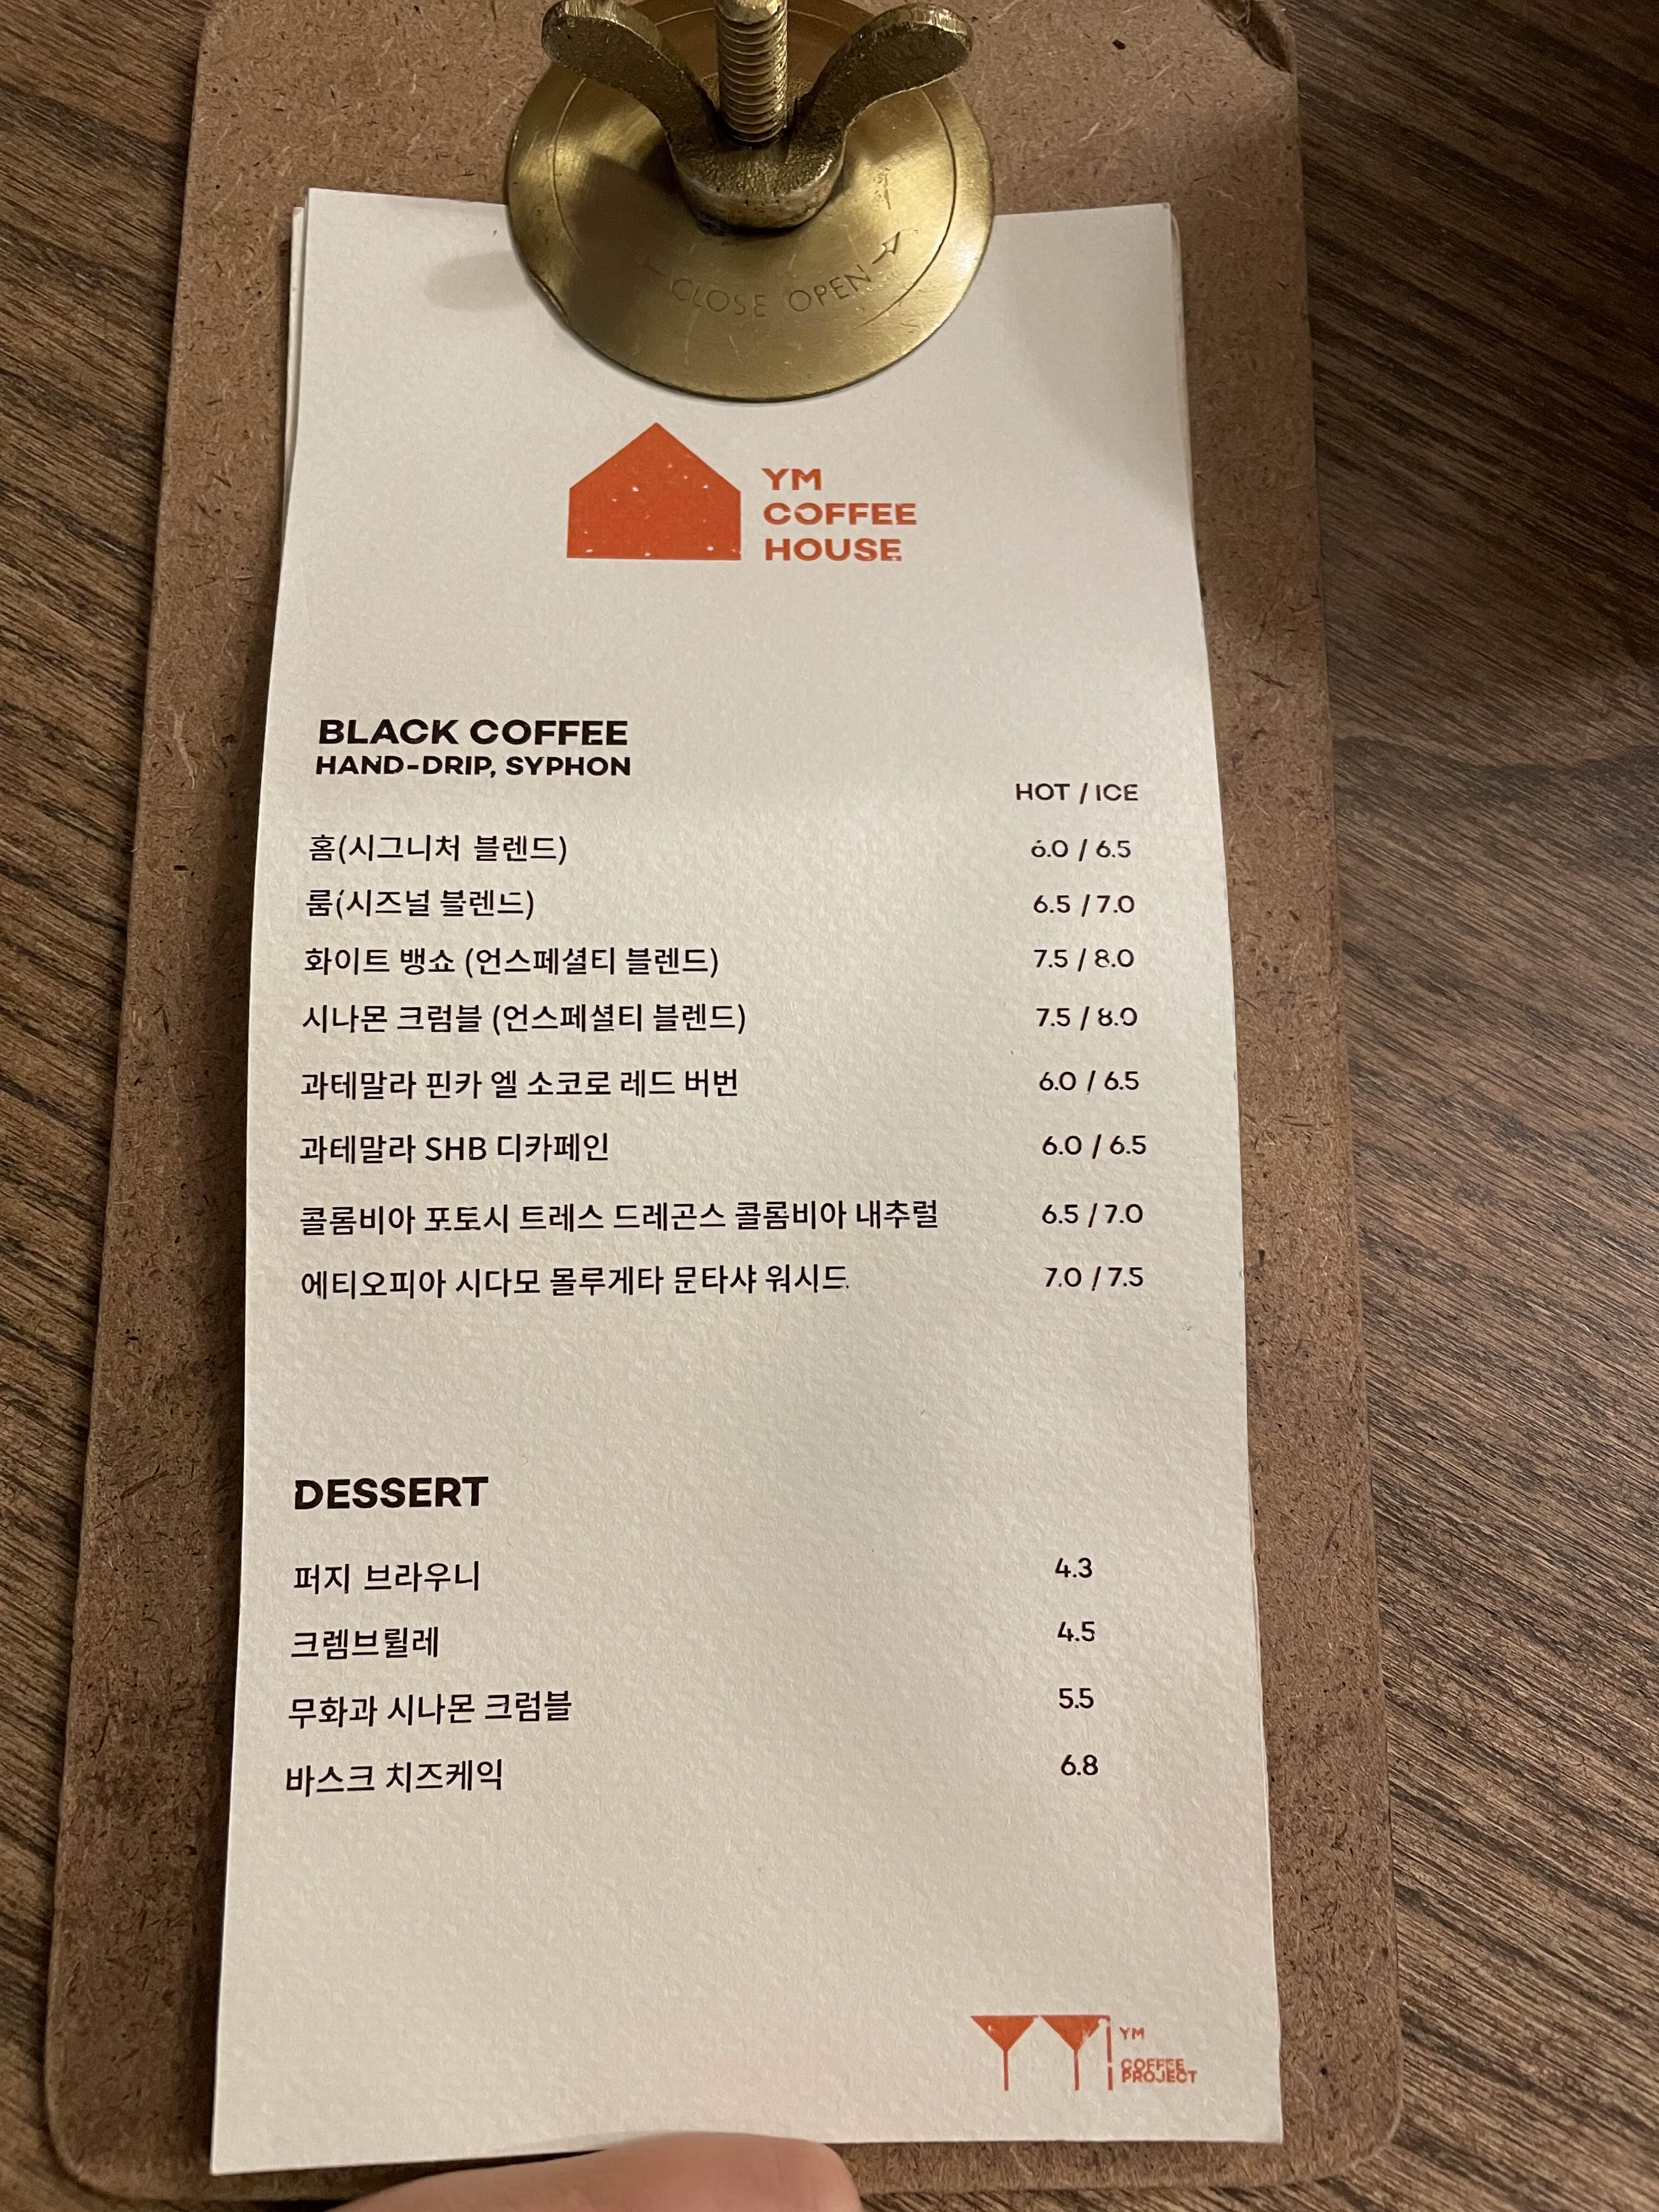 CLOSE OPEN
YM
COFFEE
HOUSE
BLACK COFFEE
HAND-DRIP, SYPHON
HOT / ICE
홈(시그니처 블렌드) 6.0 / 6.5
룸(시즈널 블렌드) 6.5 / 7.0
화이트 뱅쇼 (언스페셜티 블렌드) 7.5 / 8.0
시나몬 크럼블 (언스페셜티 블렌드) 7.5 / 8.0
과테말라 핀카 엘 소코로 레드 버번 6.0 / 6.5
과테말라 SHB 디카페인 6.0 / 6.5
콜롬비아 포토시 트레스 드레곤스 콜롬비아 내추럴 6.5 / 7.0
에티오피아 시다모 몰루게타 문타샤 워시드 7.0 / 7.5
DESSERT
퍼지 브라우니 4.3
크렘브륄레 4.5
무화과 시나몬 크럼블 5.5
바스크 치즈케익 6.8
YM
COFFEE
PROJECT